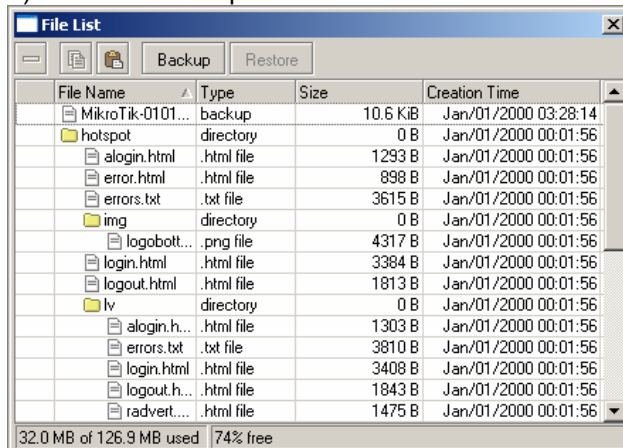 File List
Backup Restore
File Name Type Size Creation Time
MikroTik-0101... backup 10.6 KiB Jan/01/2000 03:28:14
hotspot directory 0 B Jan/01/2000 00:01:56
alogin.html .html file 1293 B Jan/01/2000 00:01:56
error.html .html file 898 B Jan/01/2000 00:01:56
errors.txt .txt file 3615 B Jan/01/2000 00:01:56
img directory 0 B Jan/01/2000 00:01:56
logobott... .png file 4317 B Jan/01/2000 00:01:56
login.html .html file 3384 B Jan/01/2000 00:01:56
logout.html .html file 1813 B Jan/01/2000 00:01:56
lv directory 0 B Jan/01/2000 00:01:56
alogin.h... .html file 1303 B Jan/01/2000 00:01:56
errors.txt .txt file 3810 B Jan/01/2000 00:01:56
login.html .html file 3408 B Jan/01/2000 00:01:56
logout.h... .html file 1843 B Jan/01/2000 00:01:56
radvert.... .html file 1475 B Jan/01/2000 00:01:56
32.0 MB of 126.9 MB used 74% free